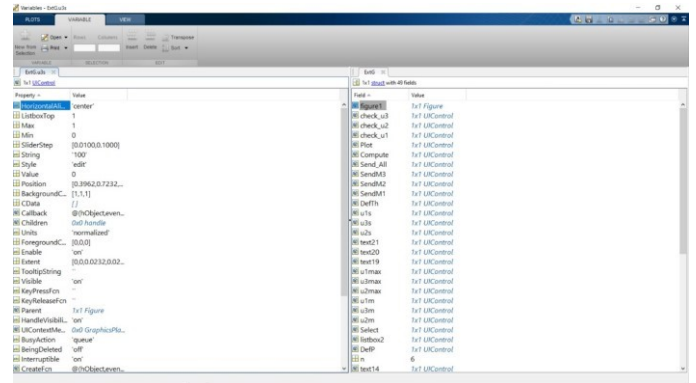 Variables - ExtG.u3s
PLOTS VARIABLE VIEW
New from Selection
Open
Print
Rows Columns
Insert Delete
Transpose
Sort
VARIABLE SELECTION EDIT
ExtG.u3s
1x1 UIControl
Property Value
HorizontalAli... 'center'
ListboxTop 1
Max 1
Min 0
SliderStep [0.0100,0.1000]
String '100'
Style 'edit'
Value 0
Position [0.3962,0.7232,...
BackgroundC... [1,1,1]
CData []
Callback @(hObject,even...
Children 0x0 handle
Units 'normalized'
ForegroundC... [0,0,0]
Enable 'on'
Extent [0,0,0.0232,0.02...
TooltipString ''
Visible 'on'
KeyPressFcn ''
KeyReleaseFcn ''
Parent 1x1 Figure
HandleVisibili... 'on'
UIContextMe... 0x0 GraphicsPla...
BusyAction 'queue'
BeingDeleted 'off'
Interruptible 'on'
CreateFcn @(hObject,even...
ExtG
1x1 struct with 49 fields
Field Value
figure1 1x1 Figure
check_u3 1x1 UIControl
check_u2 1x1 UIControl
check_u1 1x1 UIControl
Plot 1x1 UIControl
Compute 1x1 UIControl
Send_All 1x1 UIControl
SendM3 1x1 UIControl
SendM2 1x1 UIControl
SendM1 1x1 UIControl
DefTh 1x1 UIControl
u1s 1x1 UIControl
u3s 1x1 UIControl
u2s 1x1 UIControl
text21 1x1 UIControl
text20 1x1 UIControl
text19 1x1 UIControl
u1max 1x1 UIControl
u3max 1x1 UIControl
u2max 1x1 UIControl
u1m 1x1 UIControl
u3m 1x1 UIControl
u2m 1x1 UIControl
Select 1x1 UIControl
listbox2 1x1 UIControl
DefP 1x1 UIControl
n 6
text14 1x1 UIControl